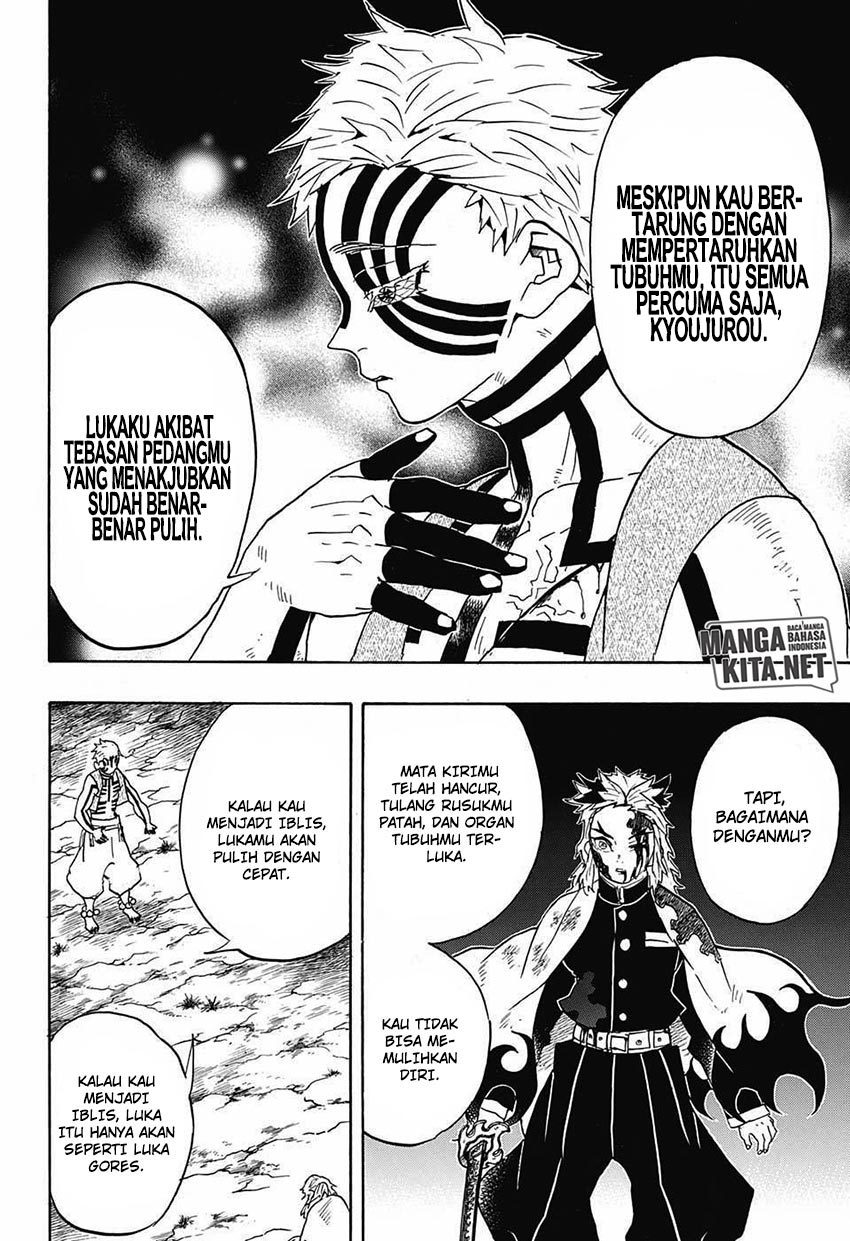 MESKIPUN KAU BER-
TARUNG DENGAN
MEMPERTARUHKAN
TUBUHMU, ITU SEMUA
PERCUMA SAJA,
KYOUJUROU.
LUKAKU AKIBAT
TEBASAN PEDANGMU
YANG MENAKJUBKAN
SUDAH BENAR-
BENAR PULIH.
MANGA
KITA.NET
BACA MANGA
BAHASA
INDONESIA
TAPI,
BAGAIMANA
DENGANMU?
MATA KIRIMU
TELAH HANCUR,
TULANG RUSUKMU
PATAH, DAN ORGAN
TUBUHMU TER-
LUKA.
KAU TIDAK
BISA ME-
MULIHKAN
DIRI.
KALAU KAU
MENJADI IBLIS,
LUKAMU AKAN
PULIH DENGAN
CEPAT.
KALAU KAU
MENJADI
IBLIS, LUKA
ITU HANYA AKAN
SEPERTI LUKA
GORES.